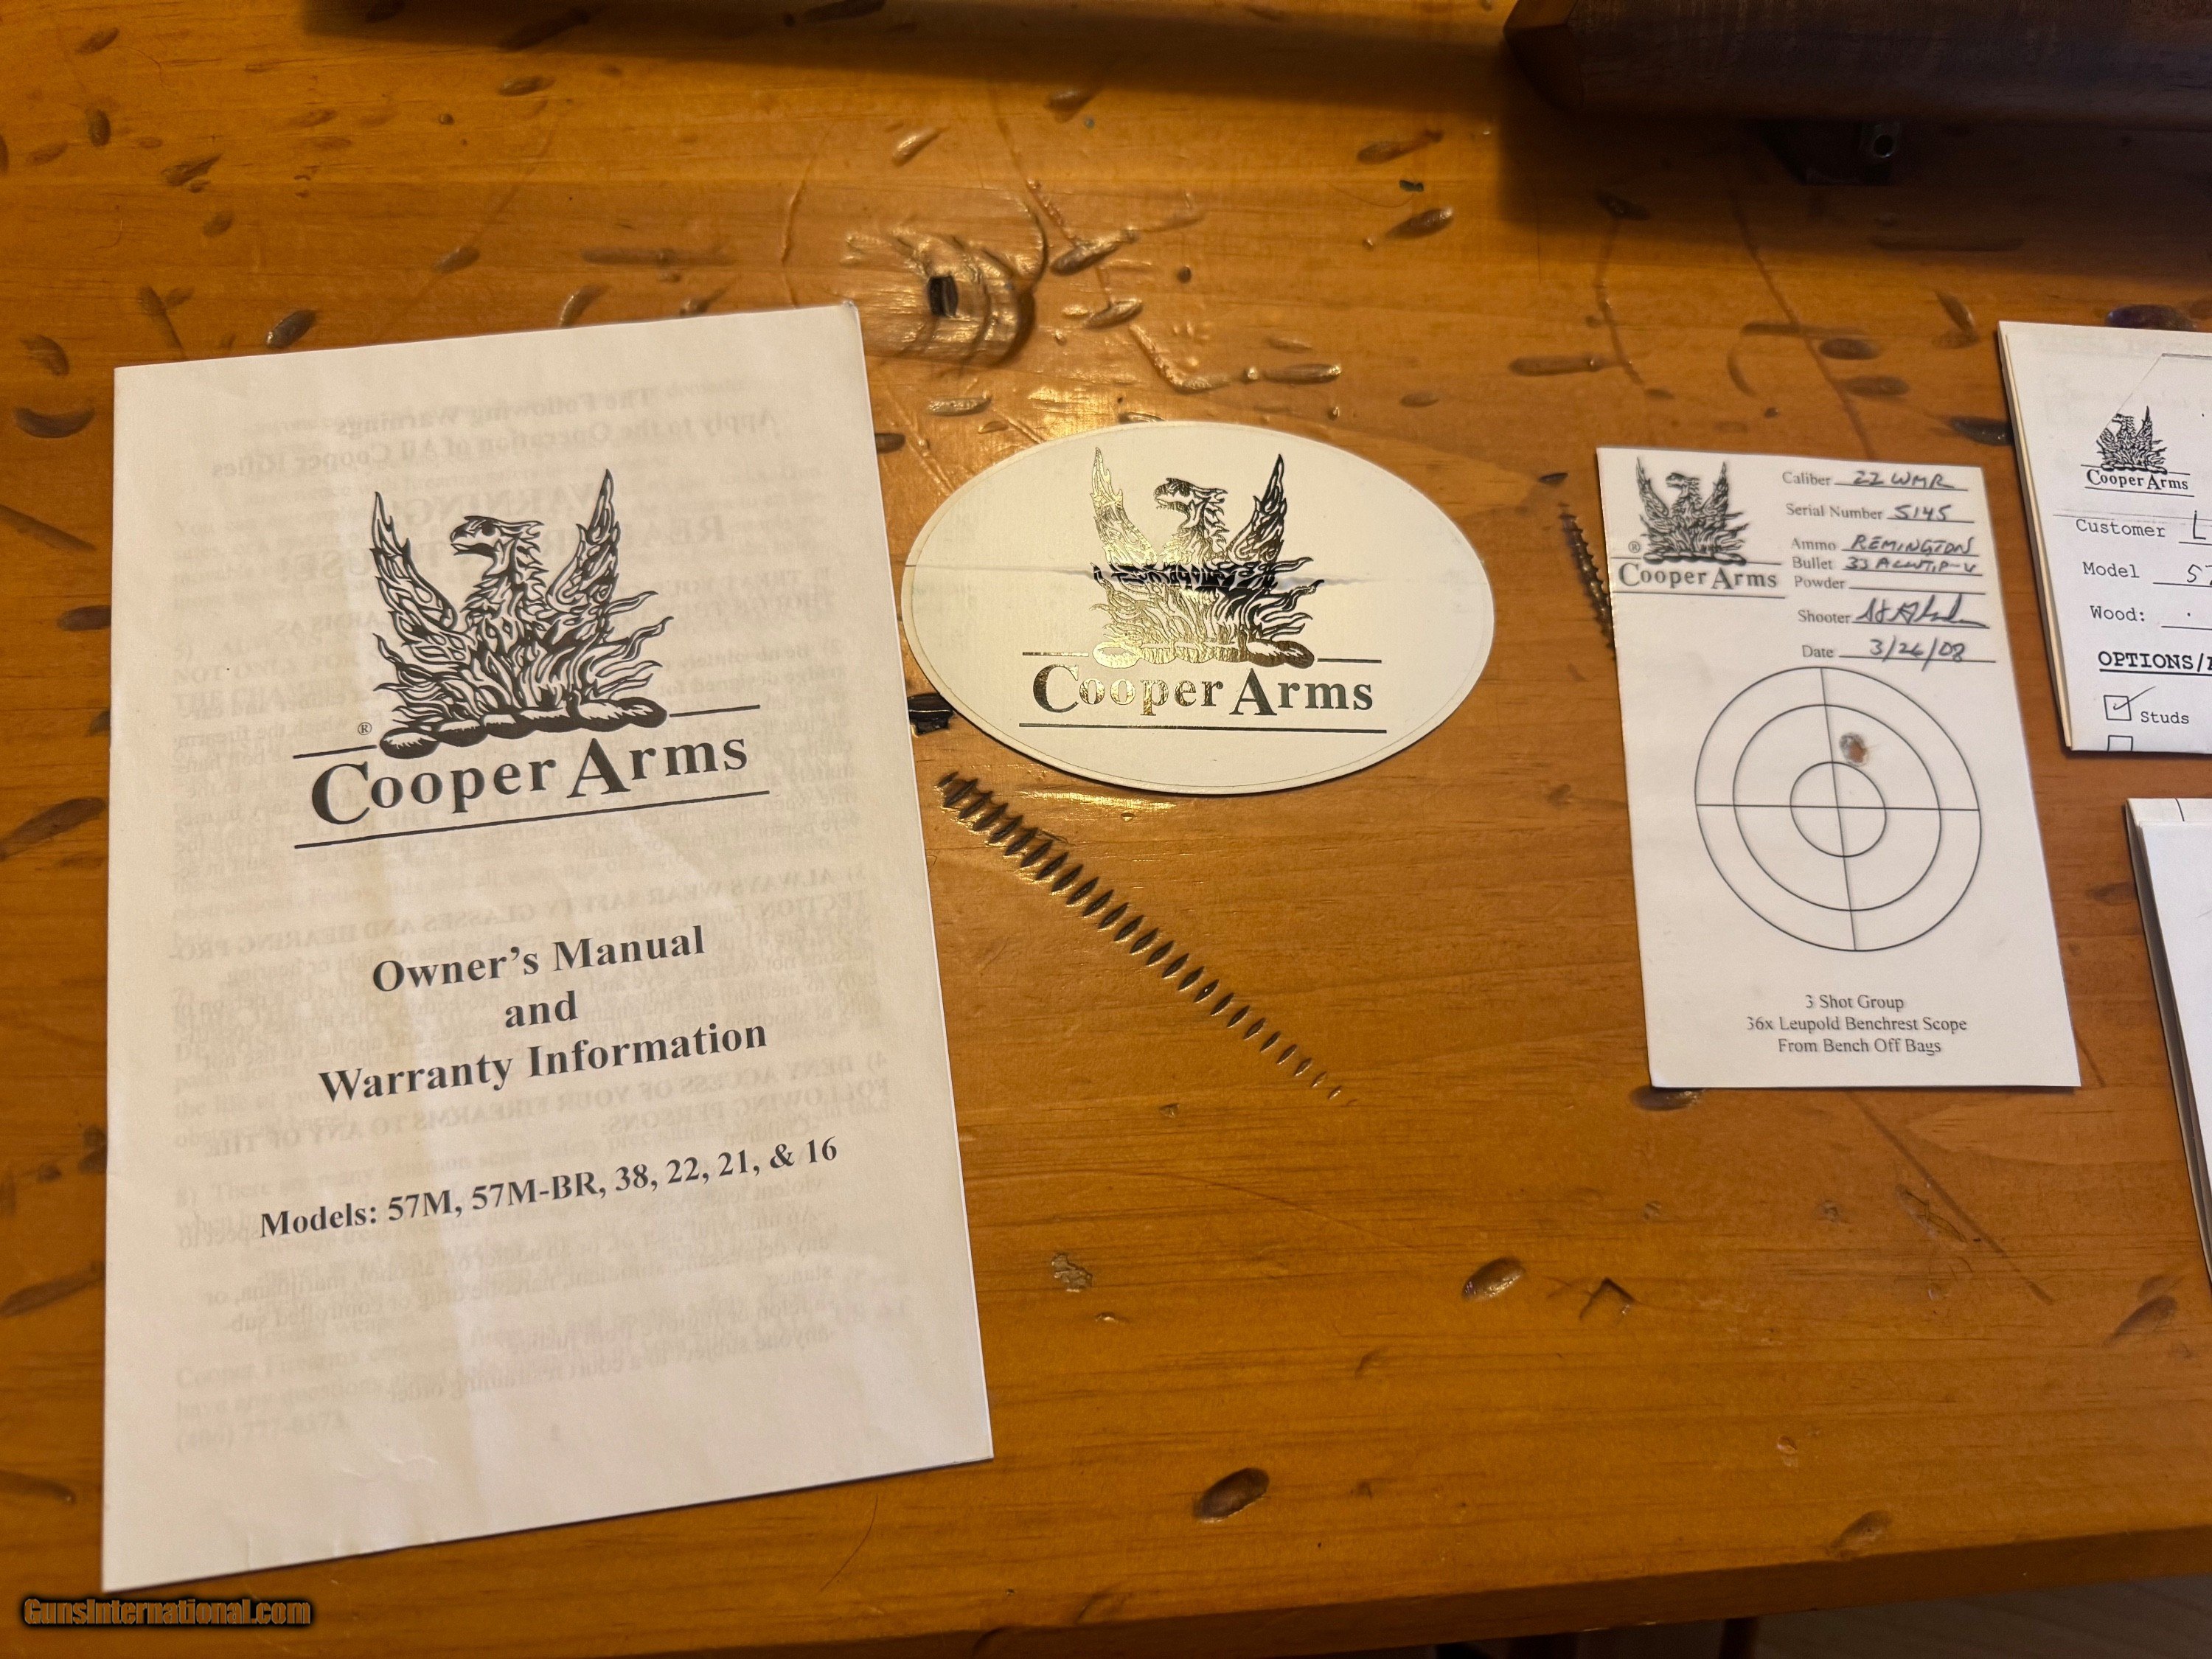 ®
Cooper Arms
Owner's Manual
and
Warranty Information
Models: 57M, 57M-BR, 38, 22, 21, & 16
Cooper Arms
Caliber 22 WMR
Serial Number 5145
Ammo REMINGTON
Bullet 33
Powder
Shooter
Date 3/26/08
®
Cooper Arms
3 Shot Group
36x Leupold Benchrest Scope
From Bench Off Bags
Cooper Arms
Customer L
Model 57
Wood:
OPTIONS/
Studs
GunsInternational.com